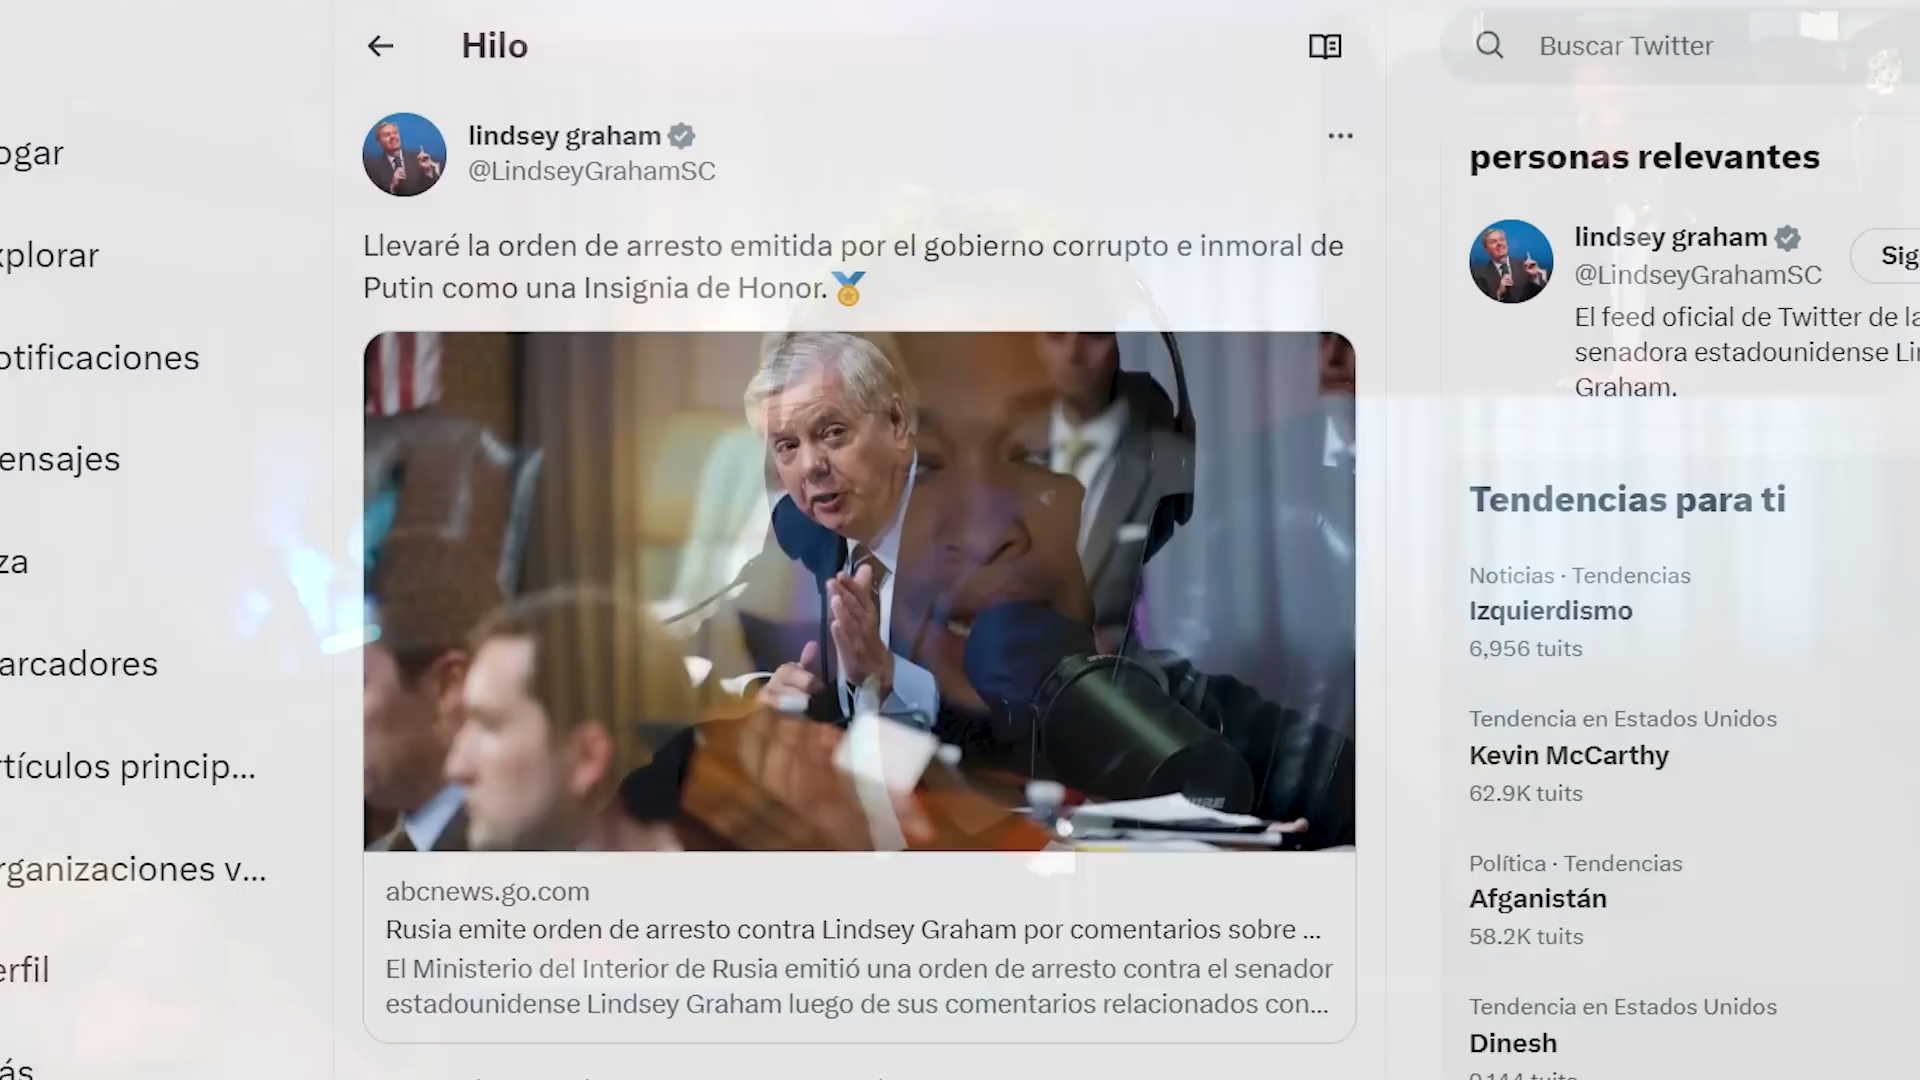 Hilo
Buscar Twitter
ogar
xplorar
otificaciones
ensajes
za
arcadores
rtículos princip...
rganizaciones v...
erfil
ás
lindsey graham
@LindseyGrahamSC
Llevaré la orden de arresto emitida por el gobierno corrupto e inmoral de
Putin como una Insignia de Honor.🏅
abcnews.go.com
Rusia emite orden de arresto contra Lindsey Graham por comentarios sobre ...
El Ministerio del Interior de Rusia emitió una orden de arresto contra el senador
estadounidense Lindsey Graham luego de sus comentarios relacionados con...
personas relevantes
lindsey graham
Sig
@LindseyGrahamSC
El feed oficial de Twitter de la
senadora estadounidense Li
Graham.
Tendencias para ti
Noticias · Tendencias
Izquierdismo
6,956 tuits
Tendencia en Estados Unidos
Kevin McCarthy
62.9K tuits
Política · Tendencias
Afganistán
58.2K tuits
Tendencia en Estados Unidos
Dinesh